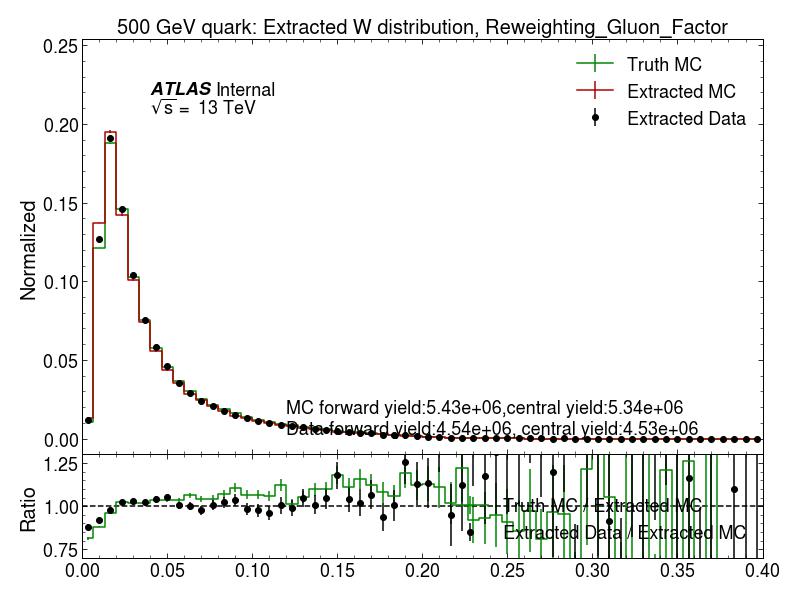 500 GeV quark: Extracted W distribution, Reweighting_Gluon_Factor
0.25
0.20
0.15
0.10
0.05
0.00
Normalized
ATLAS Internal
√s = 13 TeV
Truth MC
Extracted MC
Extracted Data
MC forward yield:5.43e+06,central yield:5.34e+06
Data forward yield:4.54e+06, central yield:4.53e+06
1.25
1.00
0.75
Ratio
Truth MC / Extracted MC
Extracted Data / Extracted MC
0.00 0.05 0.10 0.15 0.20 0.25 0.30 0.35 0.40